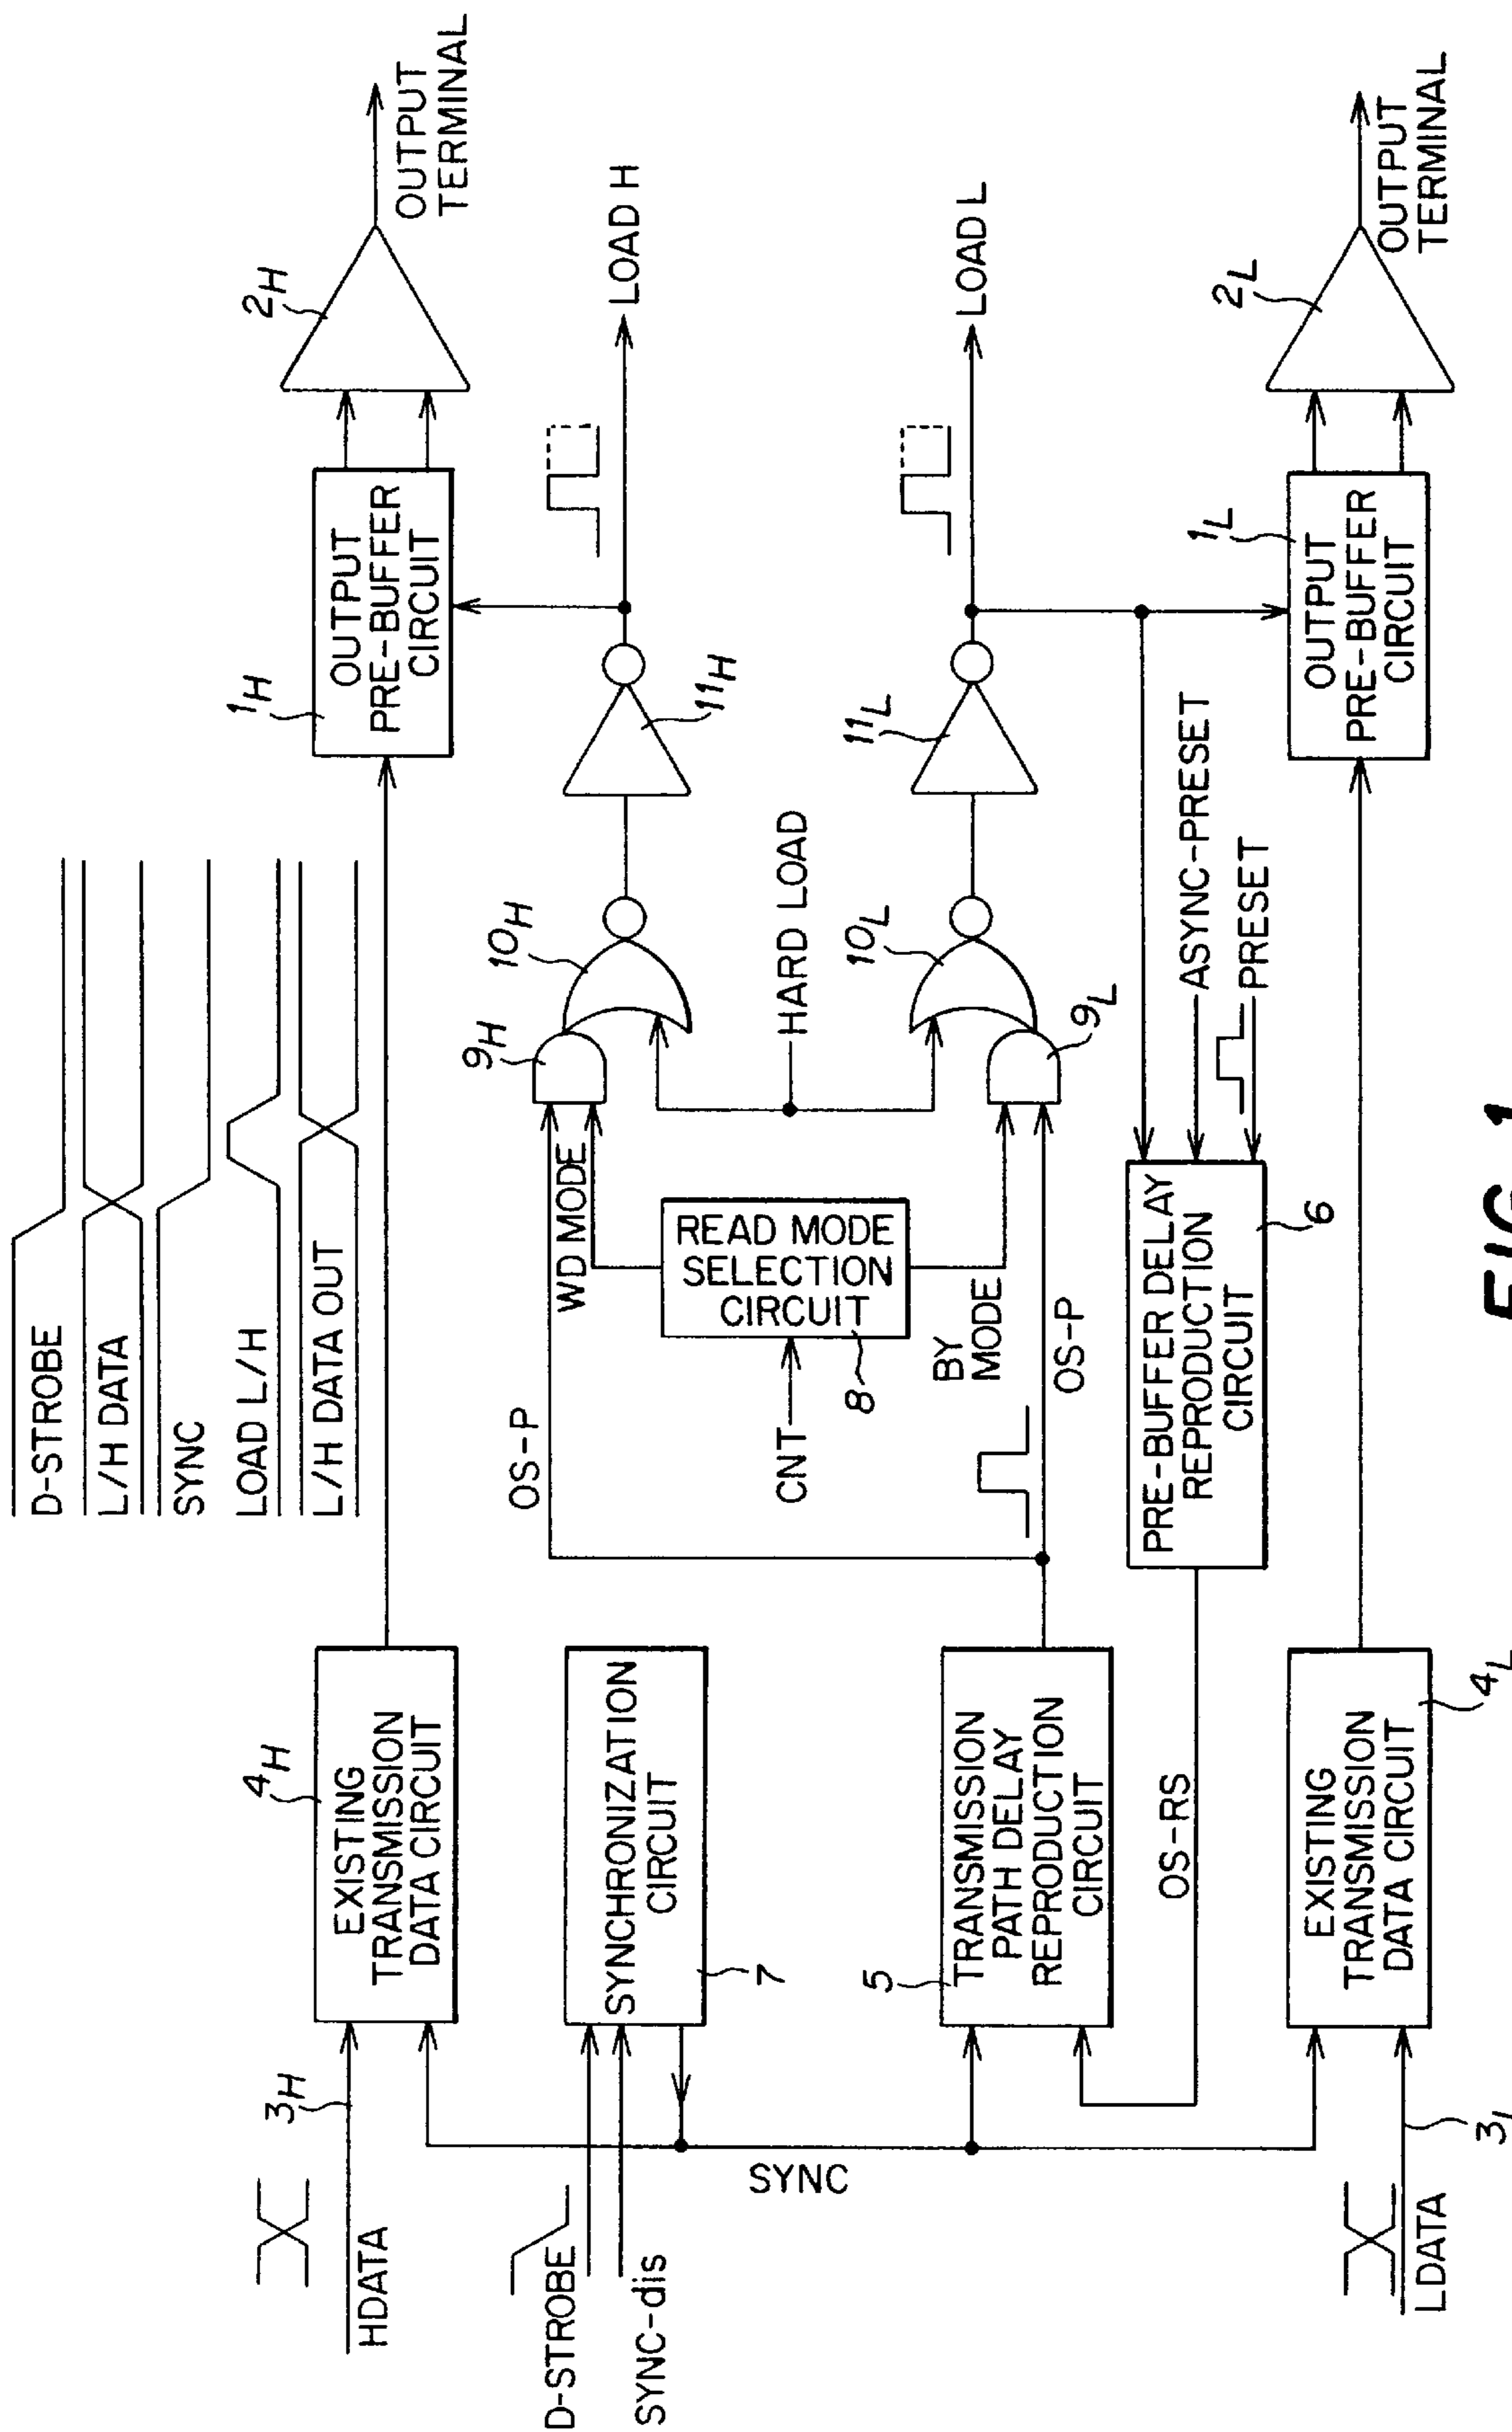 D-STROBE
L/H DATA
SYNC
LOAD L/H
L/H DATA OUT
HDATA
3H
4H
EXISTING
TRANSMISSION
DATA CIRCUIT
1H
OUTPUT
PRE-BUFFER
CIRCUIT
2H
OUTPUT
TERMINAL
D-STROBE
SYNC-dis
SYNCHRONIZATION
CIRCUIT
7
SYNC
OS-P
WD MODE
9H
10H
11H
LOAD H
CNT
READ MODE
SELECTION
CIRCUIT
8
HARD LOAD
BY
MODE
OS-P
9L
10L
11L
LOAD L
5
TRANSMISSION
PATH DELAY
REPRODUCTION
CIRCUIT
OS-RS
PRE-BUFFER DELAY
REPRODUCTION
CIRCUIT
6
ASYNC-PRESET
PRESET
LDATA
3L
EXISTING
TRANSMISSION
DATA CIRCUIT
4L
1L
OUTPUT
PRE-BUFFER
CIRCUIT
2L
OUTPUT
TERMINAL
FIG. 1